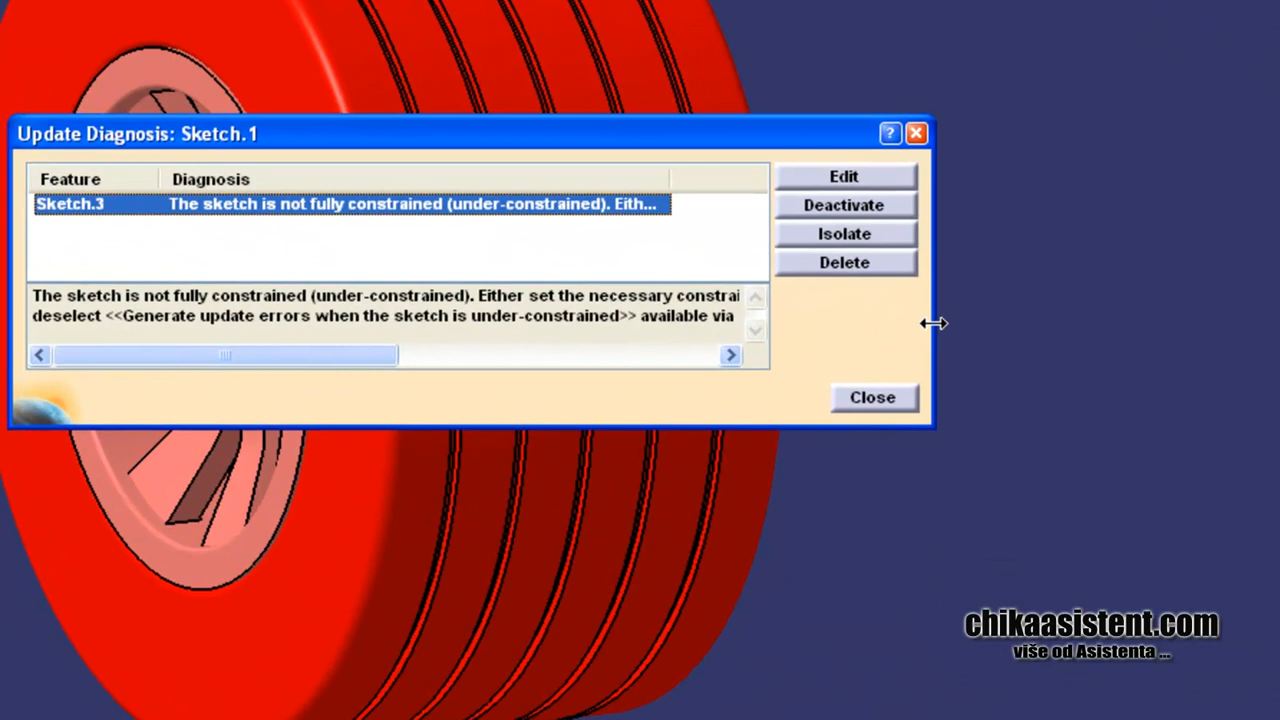 Update Diagnosis: Sketch.1
Feature Diagnosis
Sketch.3 The sketch is not fully constrained (under-constrained). Eith...
The sketch is not fully constrained (under-constrained). Either set the necessary constrai
deselect <<Generate update errors when the sketch is under-constrained>> available via
Edit
Deactivate
Isolate
Delete
Close
chikaasistent.com
više od Asistenta ...